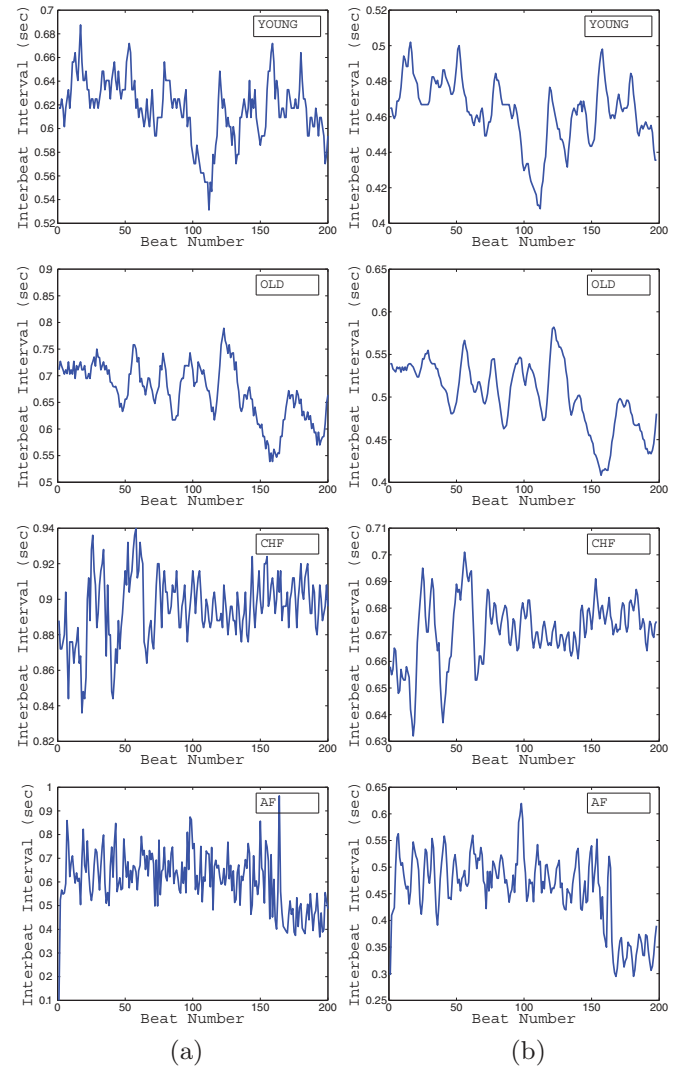 0.7
0.68
0.66
0.64
0.62
0.6
0.58
0.56
0.54
0.52
Interbeat Interval (sec)
YOUNG
0 50 100 150 200
Beat Number
0.52
0.5
0.48
0.46
0.44
0.42
0.4
Interbeat Interval (sec)
YOUNG
0 50 100 150 200
Beat Number
0.9
0.85
0.8
0.75
0.7
0.65
0.6
0.55
0.5
Interbeat Interval (sec)
OLD
0 50 100 150 200
Beat Number
0.65
0.6
0.55
0.5
0.45
0.4
Interbeat Interval (sec)
OLD
0 50 100 150 200
Beat Number
0.94
0.92
0.9
0.88
0.86
0.84
0.82
Interbeat Interval (sec)
CHF
0 50 100 150 200
Beat Number
0.71
0.69
0.68
0.67
0.66
0.65
0.63
Interbeat Interval (sec)
CHF
0 50 100 150 200
Beat Number
1
0.9
0.8
0.7
0.6
0.5
0.4
0.3
0.2
0.1
Interbeat Interval (sec)
AF
0 50 100 150 200
Beat Number
0.65
0.6
0.55
0.5
0.45
0.4
0.35
0.3
0.25
Interbeat Interval (sec)
AF
0 50 100 150 200
Beat Number
(a)
(b)